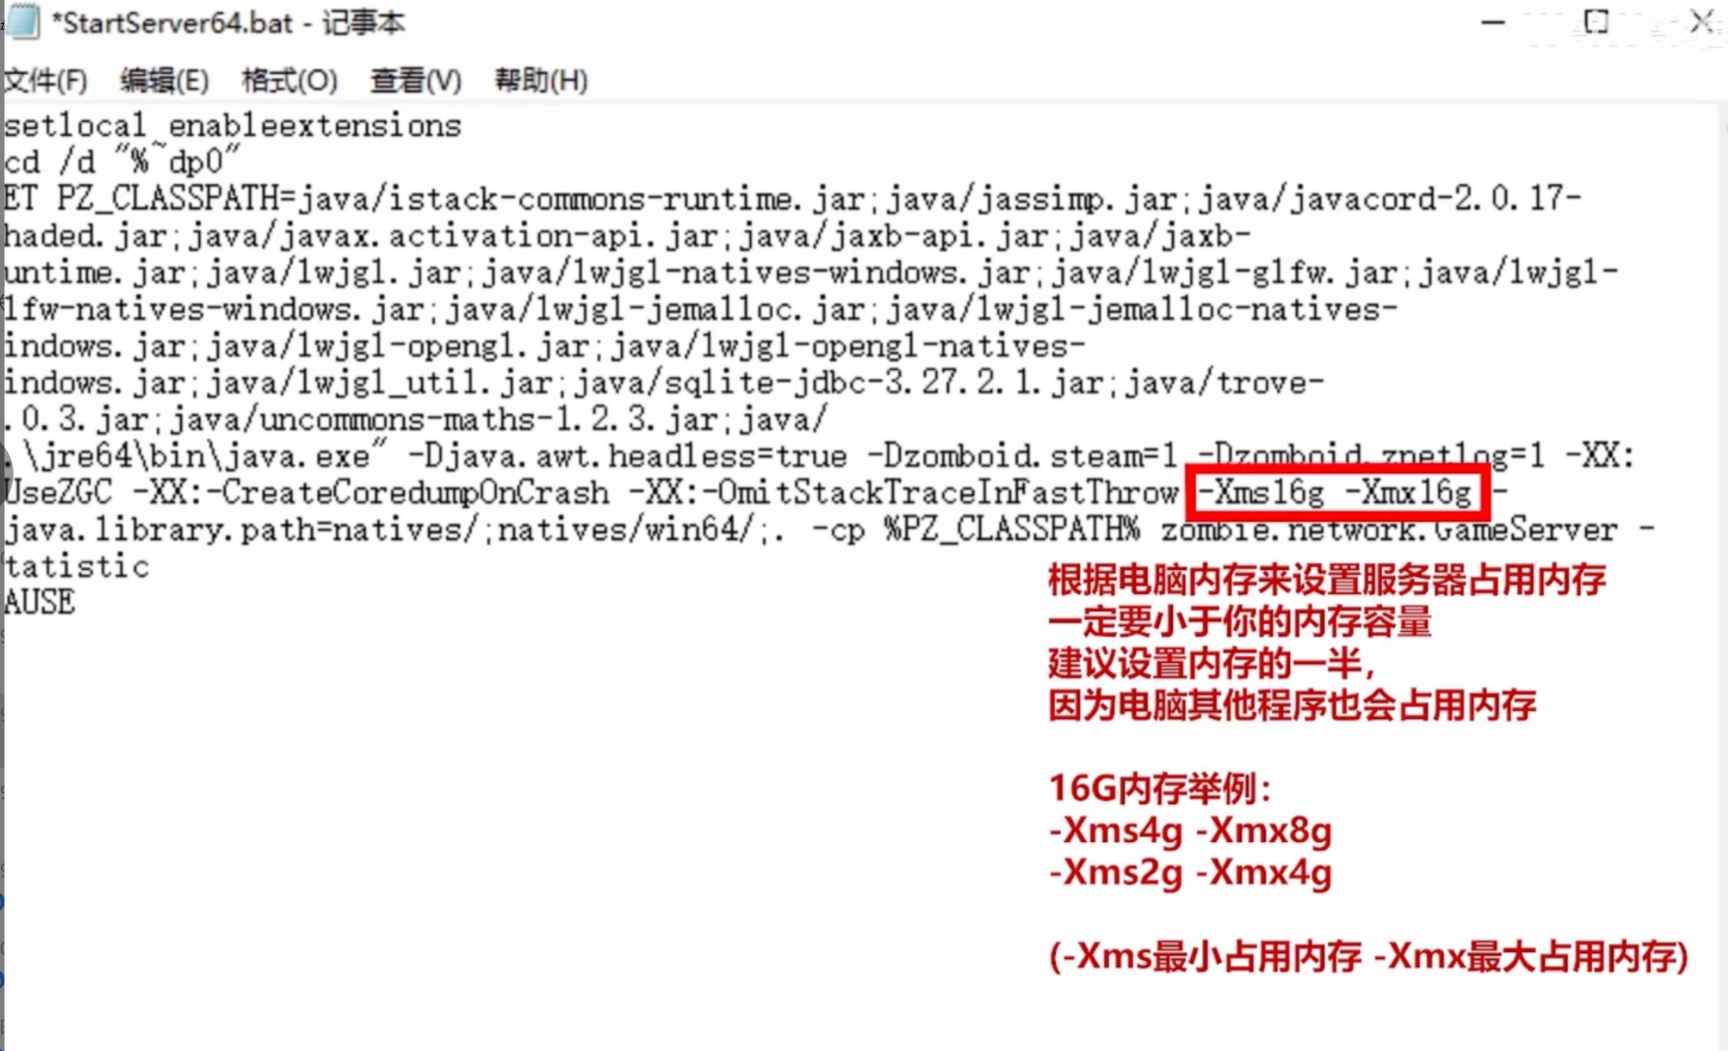 *StartServer64.bat - 记事本
文件(F) 编辑(E) 格式(O) 查看(V) 帮助(H)
setlocal enableextensions
cd /d "%~dp0"
ET PZ_CLASSPATH=java/istack-commons-runtime.jar;java/jassimp.jar;java/javacord-2.0.17-
haded.jar;java/javax.activation-api.jar;java/jaxb-api.jar;java/jaxb-
untime.jar;java/lwjgl.jar;java/lwjgl-natives-windows.jar;java/lwjgl-glfw.jar;java/lwjgl-
lfw-natives-windows.jar;java/lwjgl-jemalloc.jar;java/lwjgl-jemalloc-natives-
indows.jar;java/lwjgl-opengl.jar;java/lwjgl-opengl-natives-
indows.jar;java/lwjgl_util.jar;java/sqlite-jdbc-3.27.2.1.jar;java/trove-
.0.3.jar;java/uncommons-maths-1.2.3.jar;java/
.\jre64\bin\java.exe" -Djava.awt.headless=true -Dzomboid.steam=1 -Dzomboid.znetlog=1 -XX:
UseZGC -XX:-CreateCoredumpOnCrash -XX:-OmitStackTraceInFastThrow -Xms16g -Xmx16g -
java.library.path=natives/;natives/win64/;. -cp %PZ_CLASSPATH% zombie.network.GameServer -
tatistic
AUSE
根据电脑内存来设置服务器占用内存
一定要小于你的内存容量
建议设置内存的一半，
因为电脑其他程序也会占用内存
16G内存举例：
-Xms4g -Xmx8g
-Xms2g -Xmx4g
(-Xms最小占用内存 -Xmx最大占用内存)